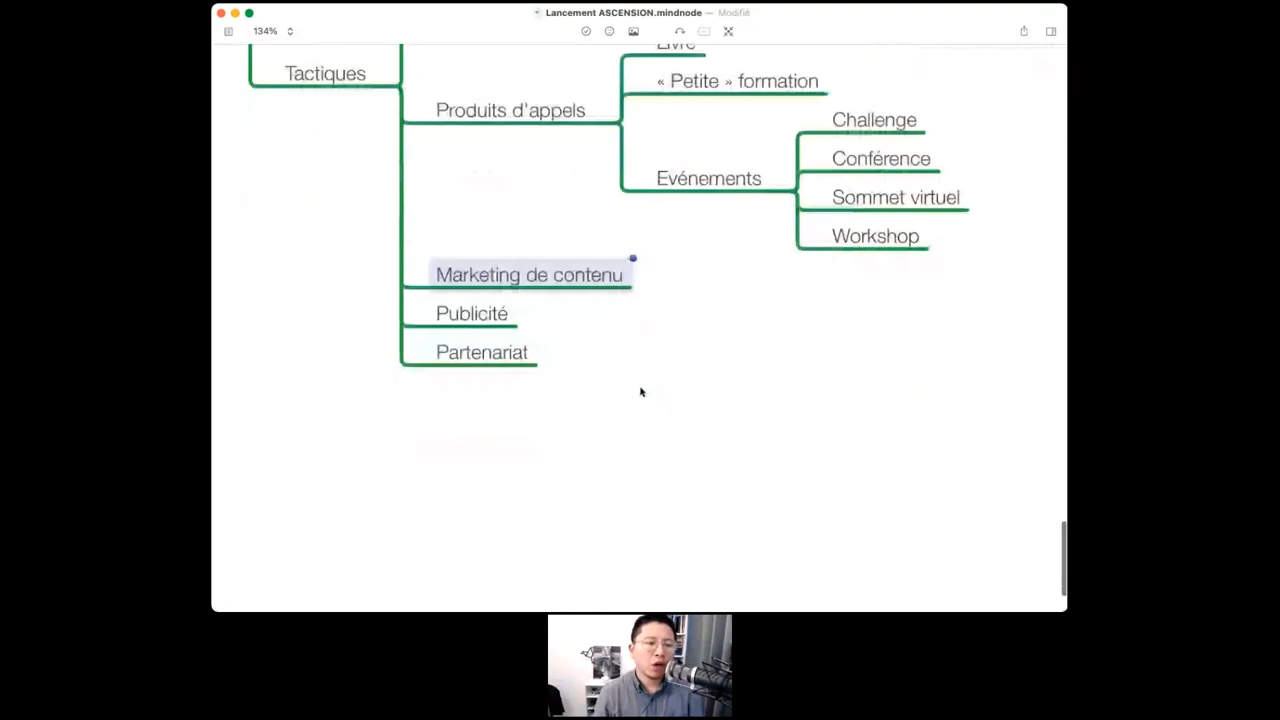 Lancement ASCENSION.mindnode — Modifié
134%
Livre
Tactiques
« Petite » formation
Produits d'appels
Challenge
Conférence
Evénements
Sommet virtuel
Workshop
Marketing de contenu
Publicité
Partenariat